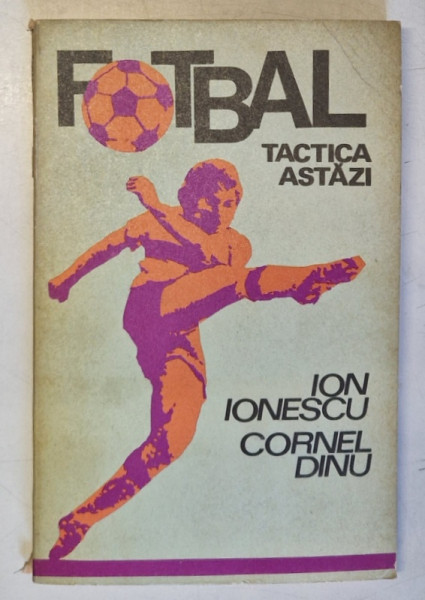 FOTBAL
TACTICA
ASTĂZI
ION
IONESCU
CORNEL
DINU